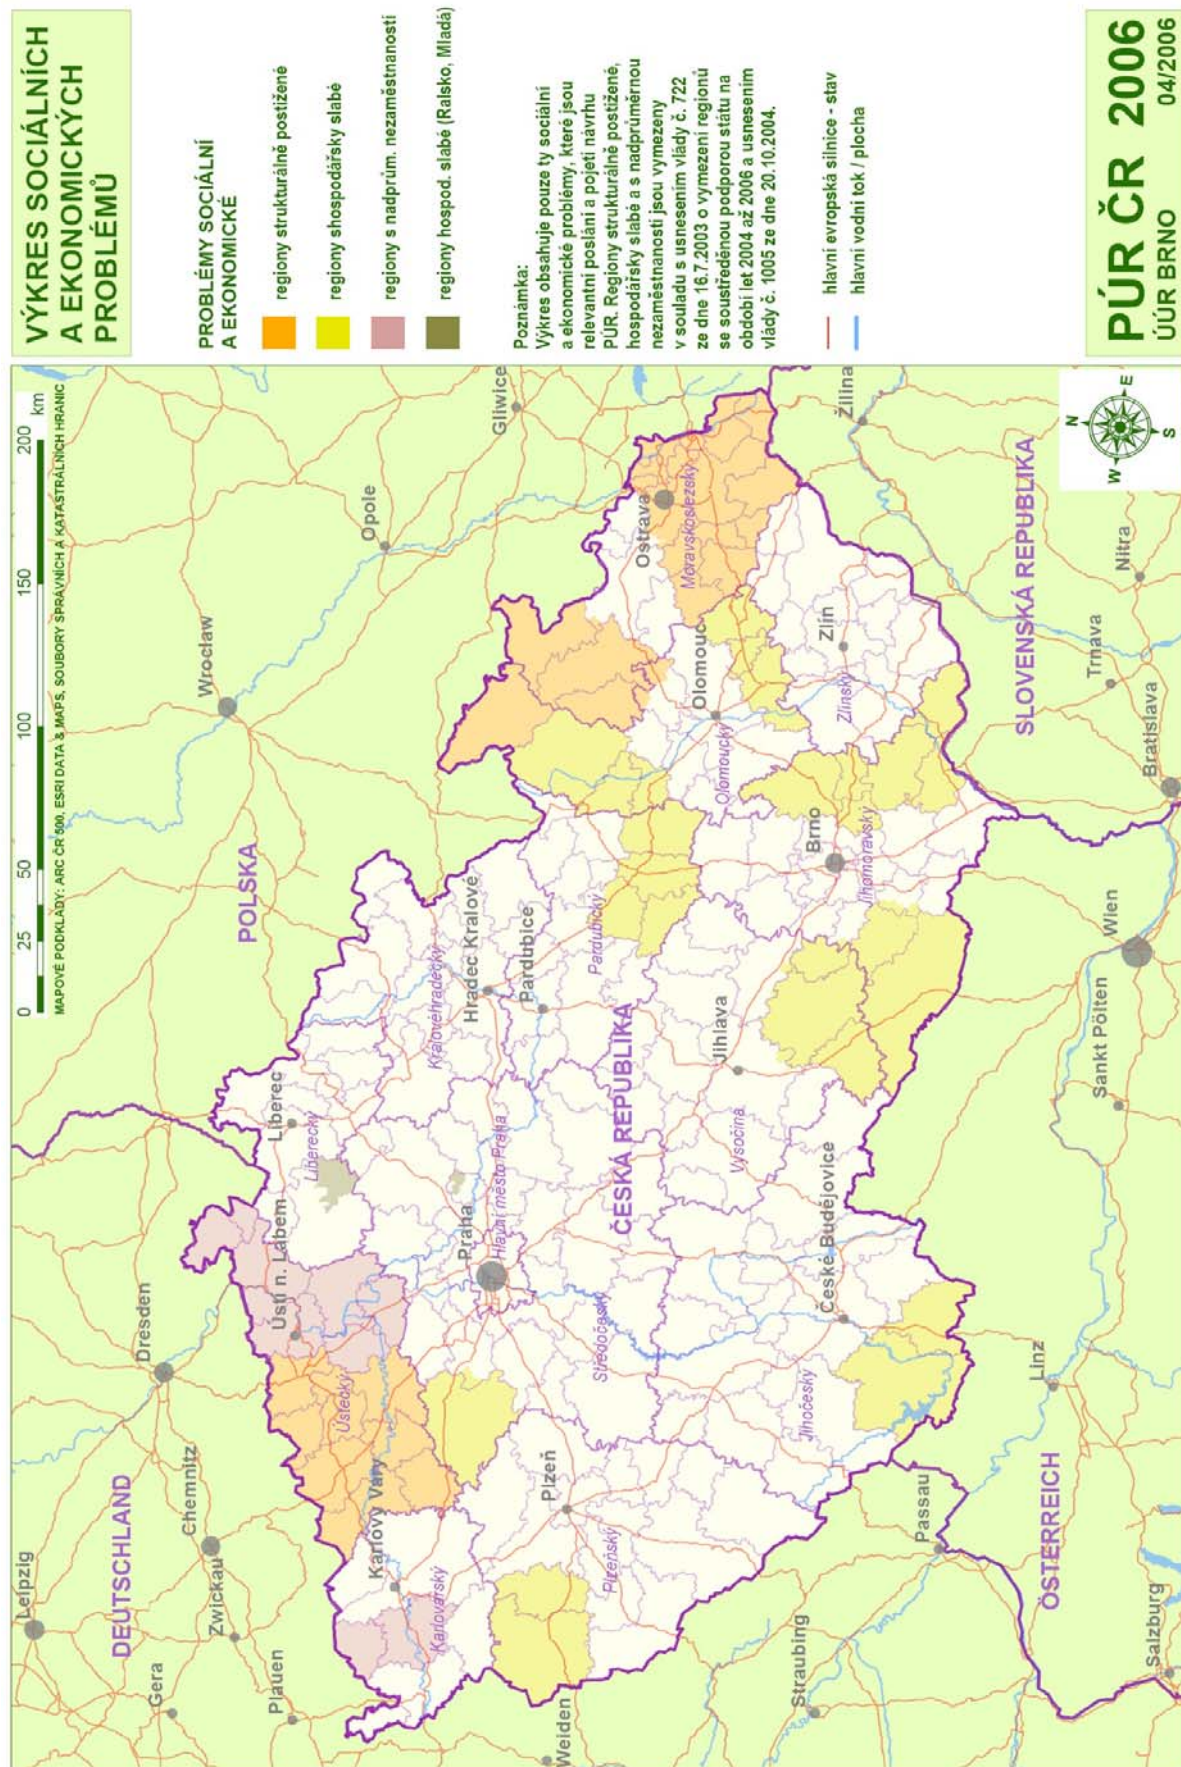 VÝKRES SOCIÁLNÍCH
A EKONOMICKÝCH
PROBLÉMŮ
PROBLÉMY SOCIÁLNÍ
A EKONOMICKÉ
regiony strukturálně postižené
regiony shospodářsky slabé
regiony s nadprům. nezaměstnaností
regiony hospod. slabé (Ralsko, Mladá)
Poznámka:
Výkres obsahuje pouze ty sociální
a ekonomické problémy, které jsou
relevantní poslání a pojetí návrhu
PÚR. Regiony strukturálně postižené,
hospodářsky slabé a s nadprůměrnou
nezaměstnaností jsou vymezeny
v souladu s usnesením vlády č. 722
ze dne 16.7.2003 o vymezení regionů
se soustředěnou podporou státu na
období let 2004 až 2006 a usnesením
vlády č. 1005 ze dne 20.10.2004.
hlavní evropská silnice - stav
hlavní vodní tok / plocha
PÚR ČR 2006
ÚÚR BRNO 04/2006
0 25 50 100 150 200 km
MAPOVÉ PODKLADY: ARC ČR 500, ESRI DATA & MAPS, SOUBORY SPRÁVNÍCH A KATASTRÁLNÍCH HRANIC
Leipzig
Gera
Zwickau
Chemnitz
Dresden
Plauen
DEUTSCHLAND
Wrocław
POLSKA
Opole
Gliwice
Ústí n. Labem
Ústecký
Liberec
Liberecký
Karlovy Vary
Karlovarský
Královéhradecký
Hradec Kralové
Praha
Hlavní město Praha
Pardubice
Pardubický
Plzeň
Plzeňský
Středočeský
ČESKÁ REPUBLIKA
Ostrava
Moravskoslezský
Olomouc
Olomoucký
Jihlava
Vysočina
Zlín
Zlínský
Brno
Jihomoravský
České Budějovice
Jihočeský
Weiden
Straubing
Passau
Linz
ÖSTERREICH
Salzburg
Sankt Pölten
Wien
Žilina
SLOVENSKÁ REPUBLIKA
Trnava
Nitra
Bratislava
N
E
S
W